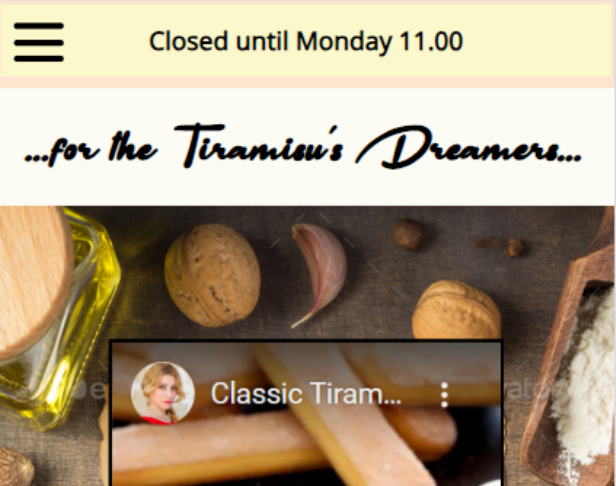 Closed until Monday 11.00
...for the Tiramisu's Dreamers...
Classic Tiram...